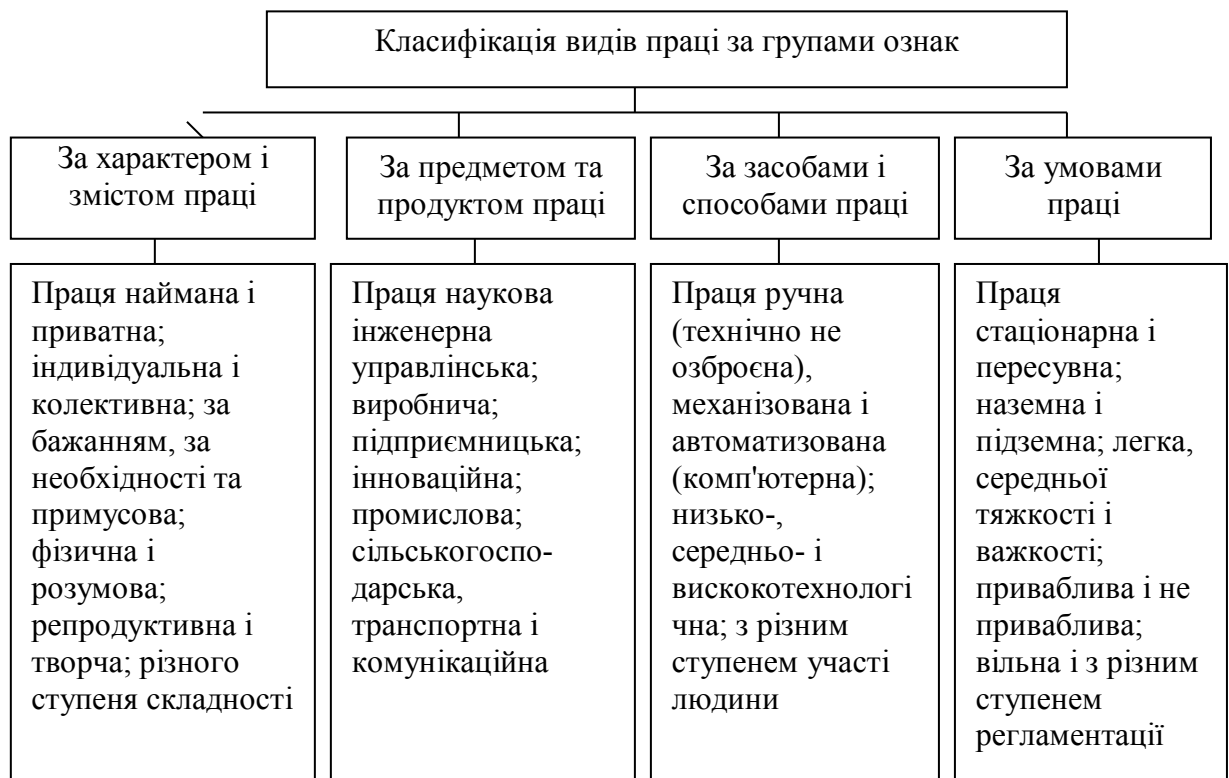 Класифікація видів праці за групами ознак
За характером і
змістом праці
За предметом та
продуктом праці
За засобами і
способами праці
За умовами
праці
Праця наймана і
приватна;
індивідуальна і
колективна; за
бажанням, за
необхідності та
примусова;
фізична і
розумова;
репродуктивна і
творча; різного
ступеня складності
Праця наукова
інженерна
управлінська;
виробнича;
підприємницька;
інноваційна;
промислова;
сільськогоспо-
дарська,
транспортна і
комунікаційна
Праця ручна
(технічно не
озброєна),
механізована і
автоматизована
(комп'ютерна);
низько-,
середньо- і
вискокотехнологі
чна; з різним
ступенем участі
людини
Праця
стаціонарна і
пересувна;
наземна і
підземна; легка,
середньої
тяжкості і
важкості;
приваблива і не
приваблива;
вільна і з різним
ступенем
регламентації